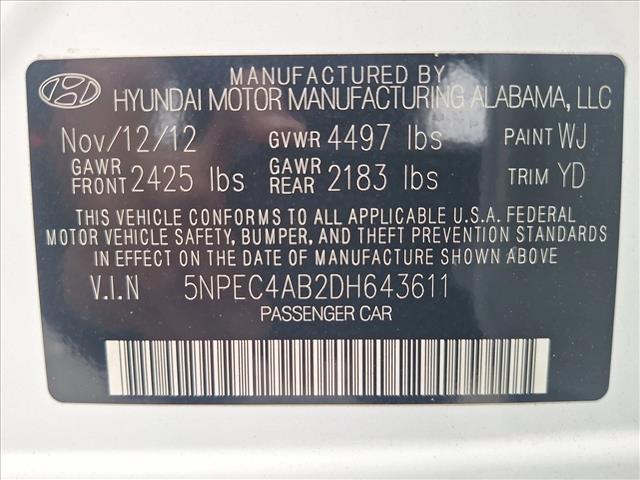 MANUFACTURED BY
HYUNDAI MOTOR MANUFACTURING ALABAMA, LLC
Nov/12/12 GVWR 4497 lbs PAINT WJ
GAWR FRONT 2425 lbs GAWR REAR 2183 lbs TRIM YD
THIS VEHICLE CONFORMS TO ALL APPLICABLE U.S.A. FEDERAL
MOTOR VEHICLE SAFETY, BUMPER, AND THEFT PREVENTION STANDARDS
IN EFFECT ON THE DATE OF MANUFACTURE SHOWN ABOVE
V.I.N 5NPEC4AB2DH643611
PASSENGER CAR